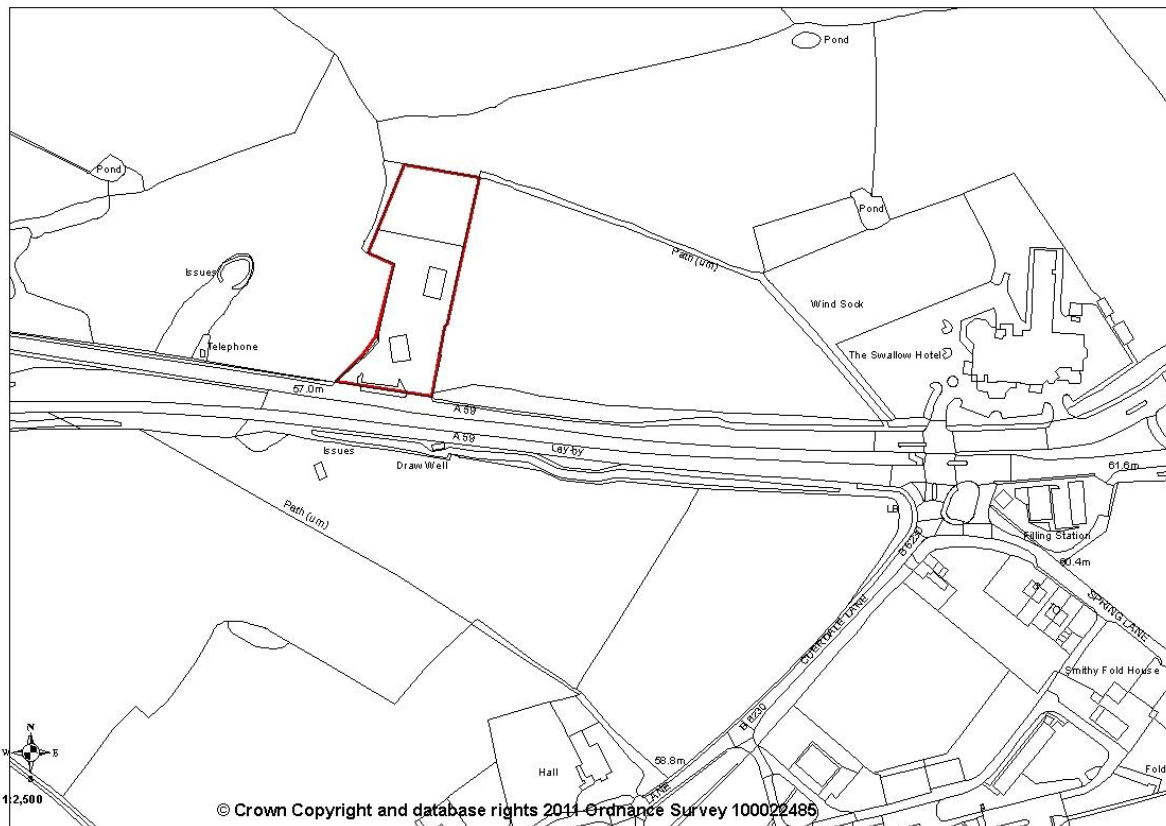 Pond
Pond
Pond
Path (um)
Issues
Wind Sock
Telephone
The Swallow Hotel
57.0m
A 59
A 59
Lay-by
Issues
Draw Well
61.6m
Path (um)
LB
Filling Station
B 6230
60.4m
8
10
SPRING LANE
CUERDALE LANE
Smithy Fold House
B 6230
N
W E
S
58.8m
Hall
Fold
1:2,500
LANE
© Crown Copyright and database rights 2011 Ordnance Survey 100022485